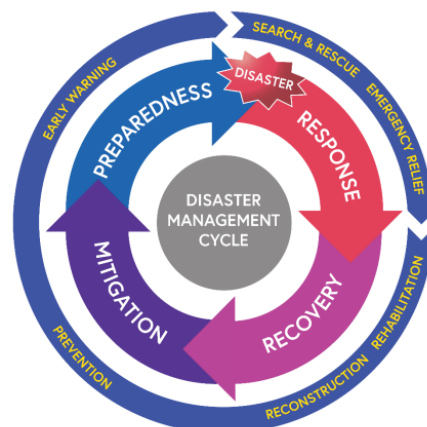 DISASTER
MANAGEMENT
CYCLE
DISASTER
RESPONSE
RECOVERY
MITIGATION
PREPAREDNESS
SEARCH & RESCUE
EMERGENCY RELIEF
REHABILITATION
RECONSTRUCTION
PREVENTION
EARLY WARNING